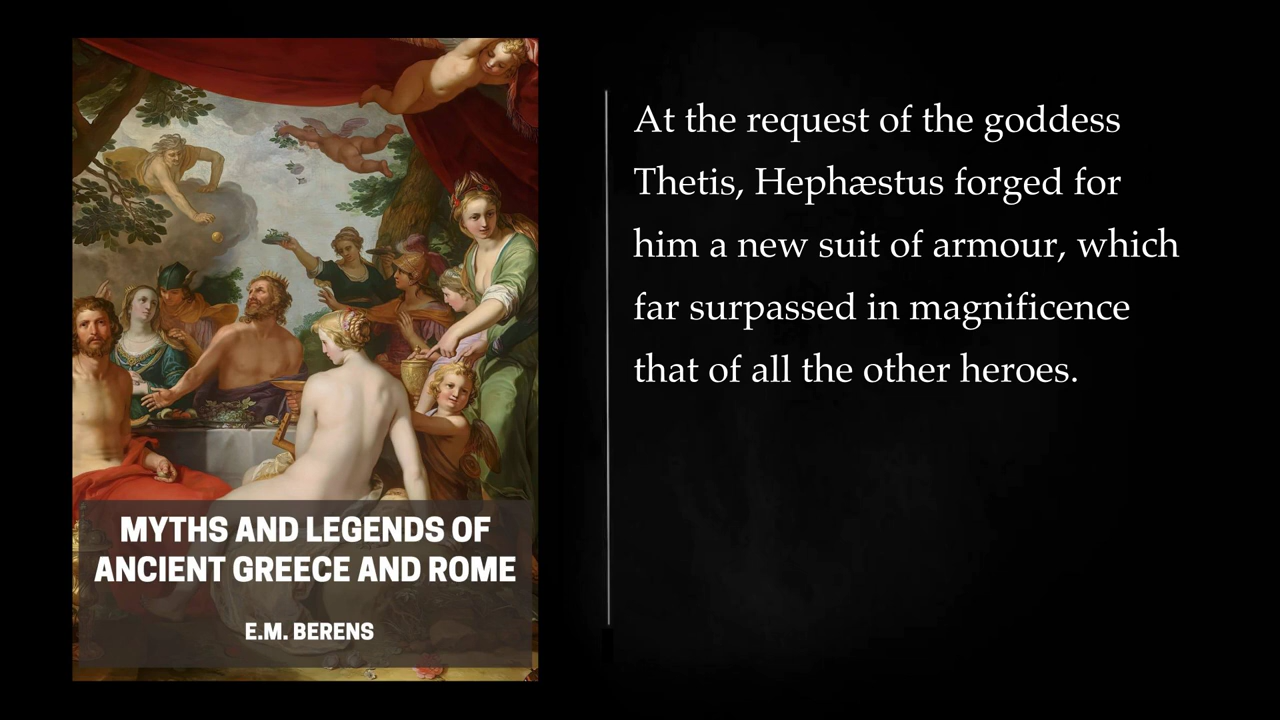 MYTHS AND LEGENDS OF
ANCIENT GREECE AND ROME
E.M. BERENS
At the request of the goddess
Thetis, Hephæstus forged for
him a new suit of armour, which
far surpassed in magnificence
that of all the other heroes.